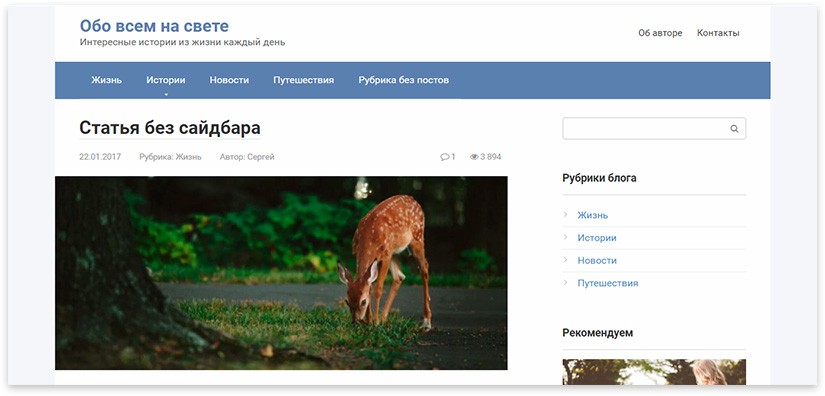 Обо всем на свете
Интересные истории из жизни каждый день
Об авторе Контакты
Жизнь Истории Новости Путешествия Рубрика без постов
Статья без сайдбара
22.01.2017 Рубрика: Жизнь Автор: Сергей 1 3 894
Рубрики блога
Жизнь
Истории
Новости
Путешествия
Рекомендуем